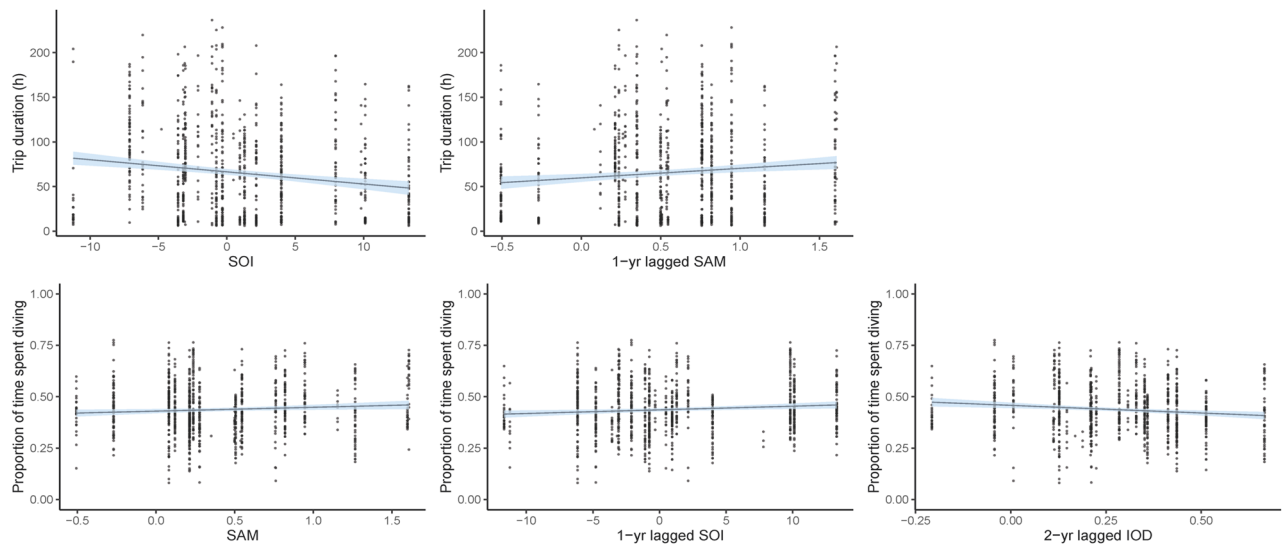 Trip duration (h)
200
150
100
50
0
−10 −5 0 5 10
SOI
Trip duration (h)
200
150
100
50
0
−0.5 0.0 0.5 1.0 1.5
1−yr lagged SAM
Proportion of time spent diving
1.00
0.75
0.50
0.25
0.00
−0.5 0.0 0.5 1.0 1.5
SAM
Proportion of time spent diving
1.00
0.75
0.50
0.25
0.00
−10 −5 0 5 10
1−yr lagged SOI
Proportion of time spent diving
1.00
0.75
0.50
0.25
0.00
−0.25 0.00 0.25 0.50
2−yr lagged IOD